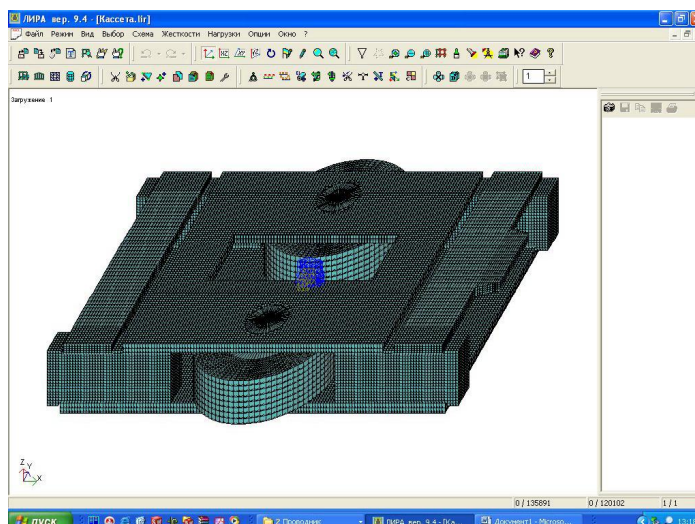 ЛИРА вер. 9.4 - [Кассета.lir]
Файл Режим Вид Выбор Схема Жесткости Нагрузки Опции Окно ?
1
Загружение 1
Z
Y
X
0 / 135891 0 / 120102 1 / 1
пуск 2 Проводник ЛИРА вер. 9.4 - [Ка... Документ1 - Microso...